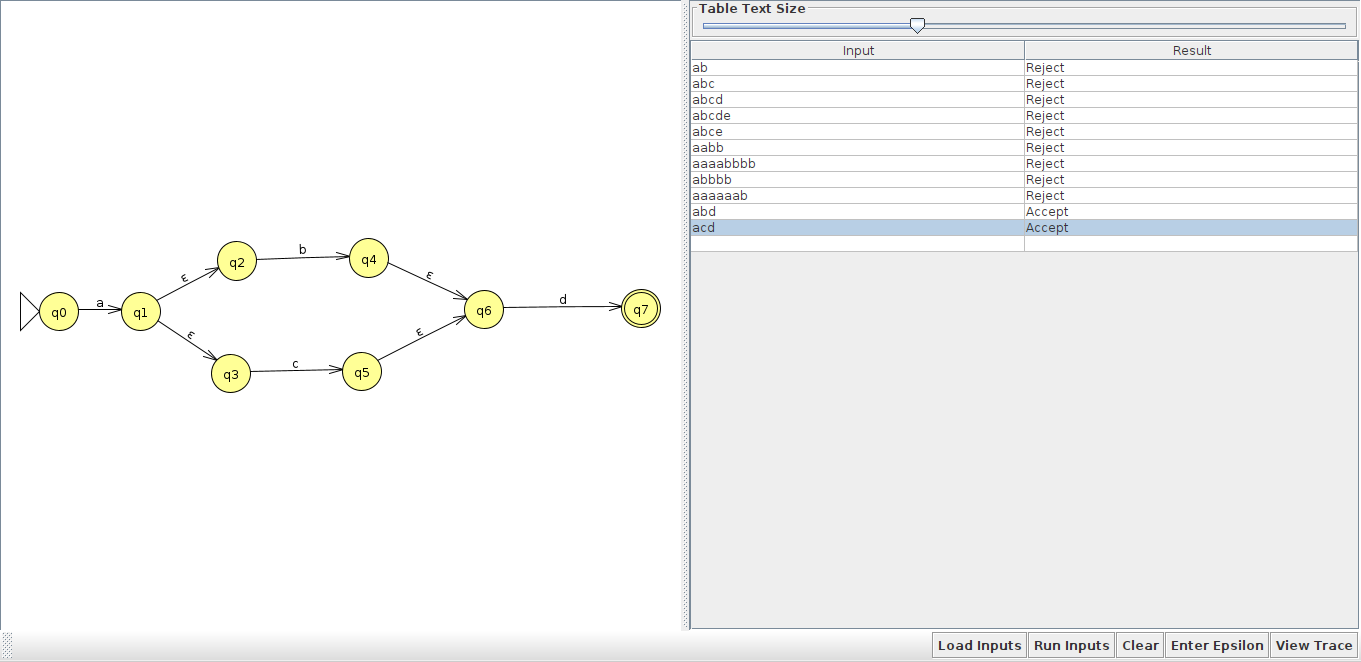 Table Text Size
Input Result
ab Reject
abc Reject
abcd Reject
abcde Reject
abce Reject
aabb Reject
aaaabbbb Reject
abbbb Reject
aaaaaab Reject
abd Accept
acd Accept
q0 a q1
ε q2 b q4 ε
q6 d q7
ε q3 c q5 ε
Load Inputs Run Inputs Clear Enter Epsilon View Trace